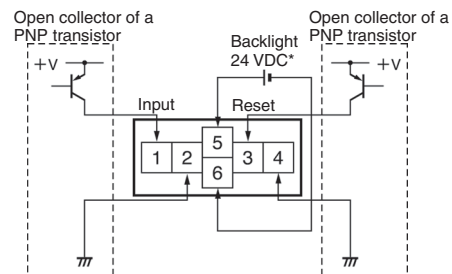 Open collector of a
PNP transistor
Open collector of a
PNP transistor
Backlight
24 VDC*
+V
+V
Input
Reset
1 2 5 3 4
6